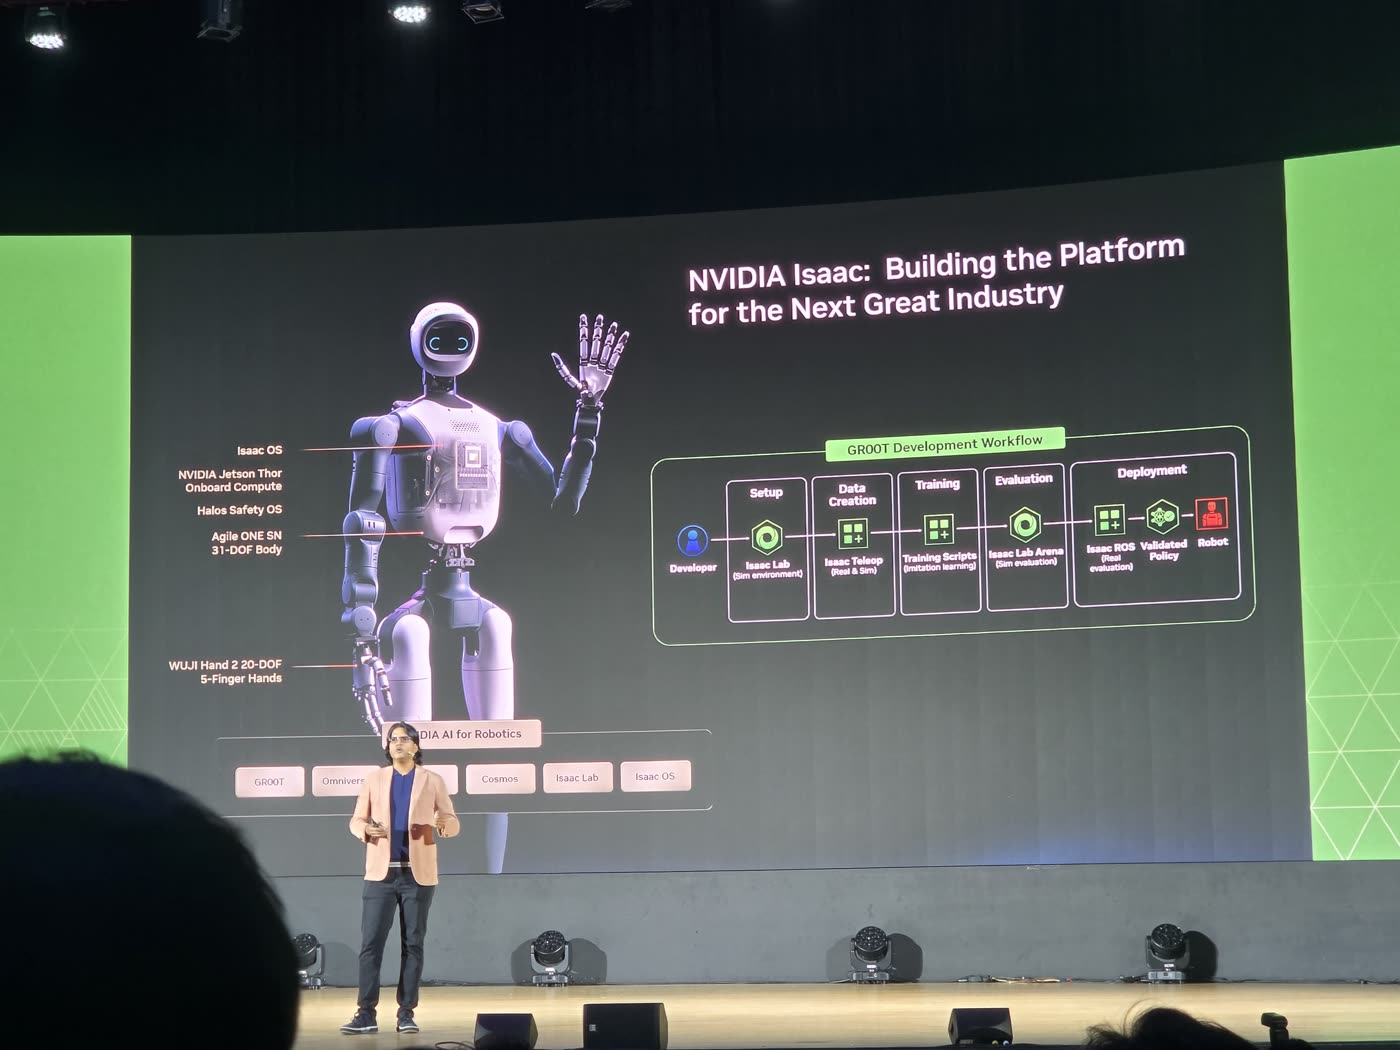 NVIDIA Isaac: Building the Platform
for the Next Great Industry
Isaac OS
NVIDIA Jetson Thor
Onboard Compute
Halos Safety OS
Agile ONE SN
31-DOF Body
WUJI Hand 2 20-DOF
5-Finger Hands
GR00T Development Workflow
Developer
Setup
Isaac Lab
(Sim environment)
Data
Creation
Isaac Teleop
(Real & Sim)
Training
Training Scripts
(Imitation learning)
Evaluation
Isaac Lab Arena
(Sim evaluation)
Deployment
Isaac ROS
(Real
evaluation)
Validated
Policy
Robot
AI for Robotics
GR00T
Cosmos
Isaac Lab
Isaac OS